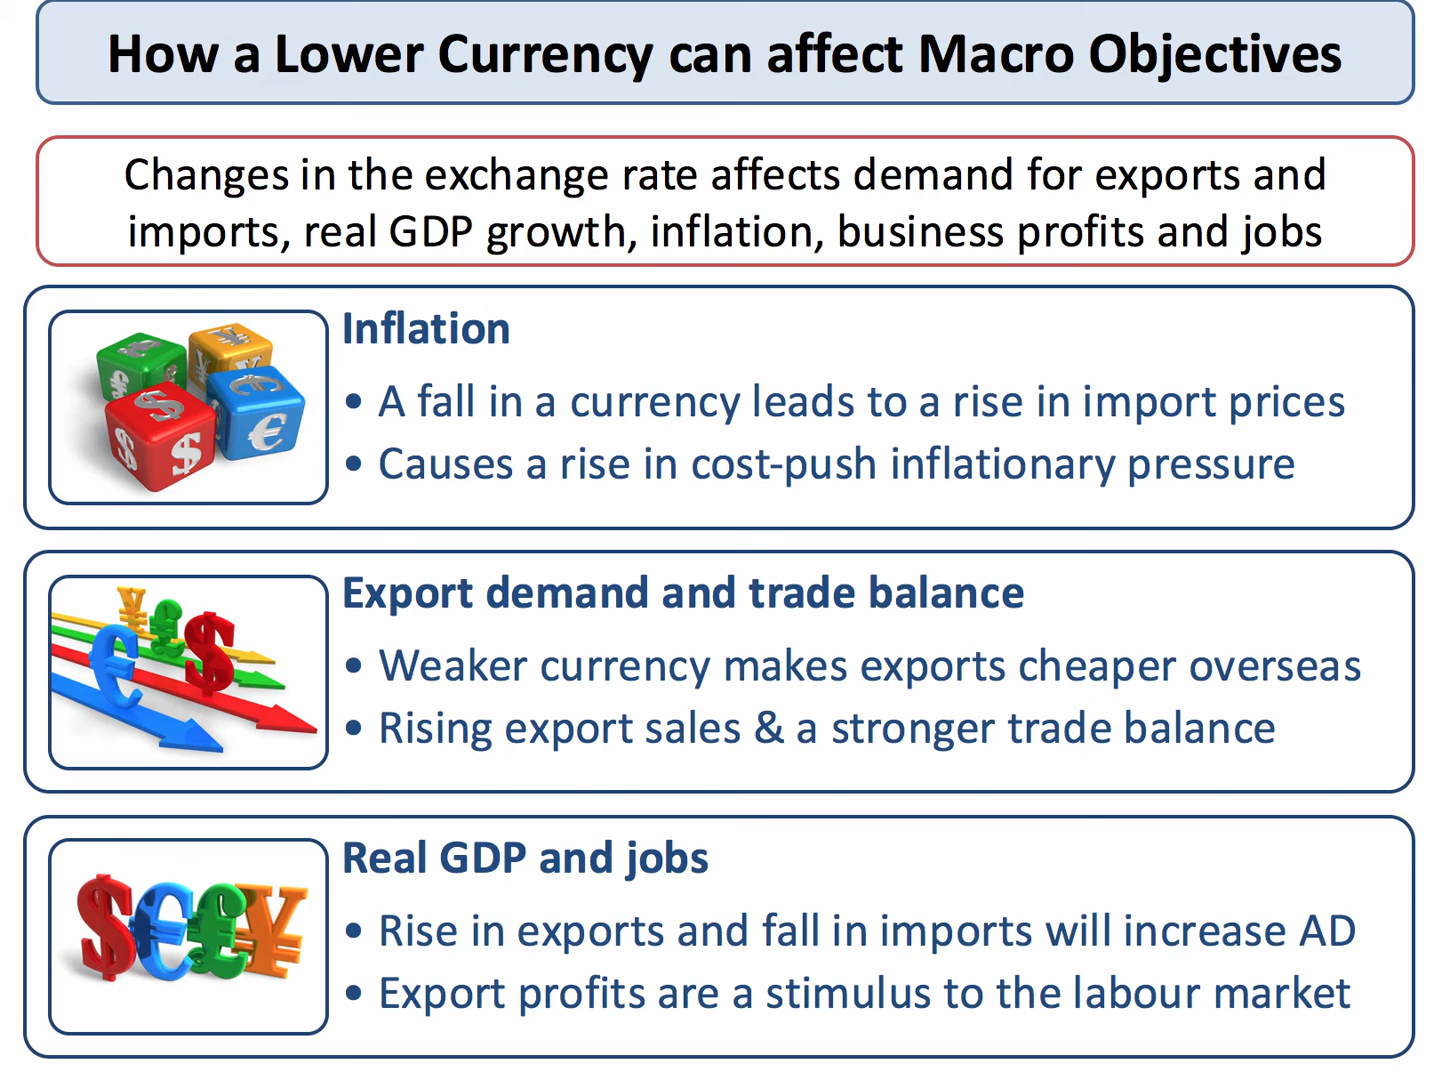 How a Lower Currency can affect Macro Objectives
Changes in the exchange rate affects demand for exports and
imports, real GDP growth, inflation, business profits and jobs
Inflation
• A fall in a currency leads to a rise in import prices
• Causes a rise in cost-push inflationary pressure
Export demand and trade balance
• Weaker currency makes exports cheaper overseas
• Rising export sales & a stronger trade balance
Real GDP and jobs
• Rise in exports and fall in imports will increase AD
• Export profits are a stimulus to the labour market